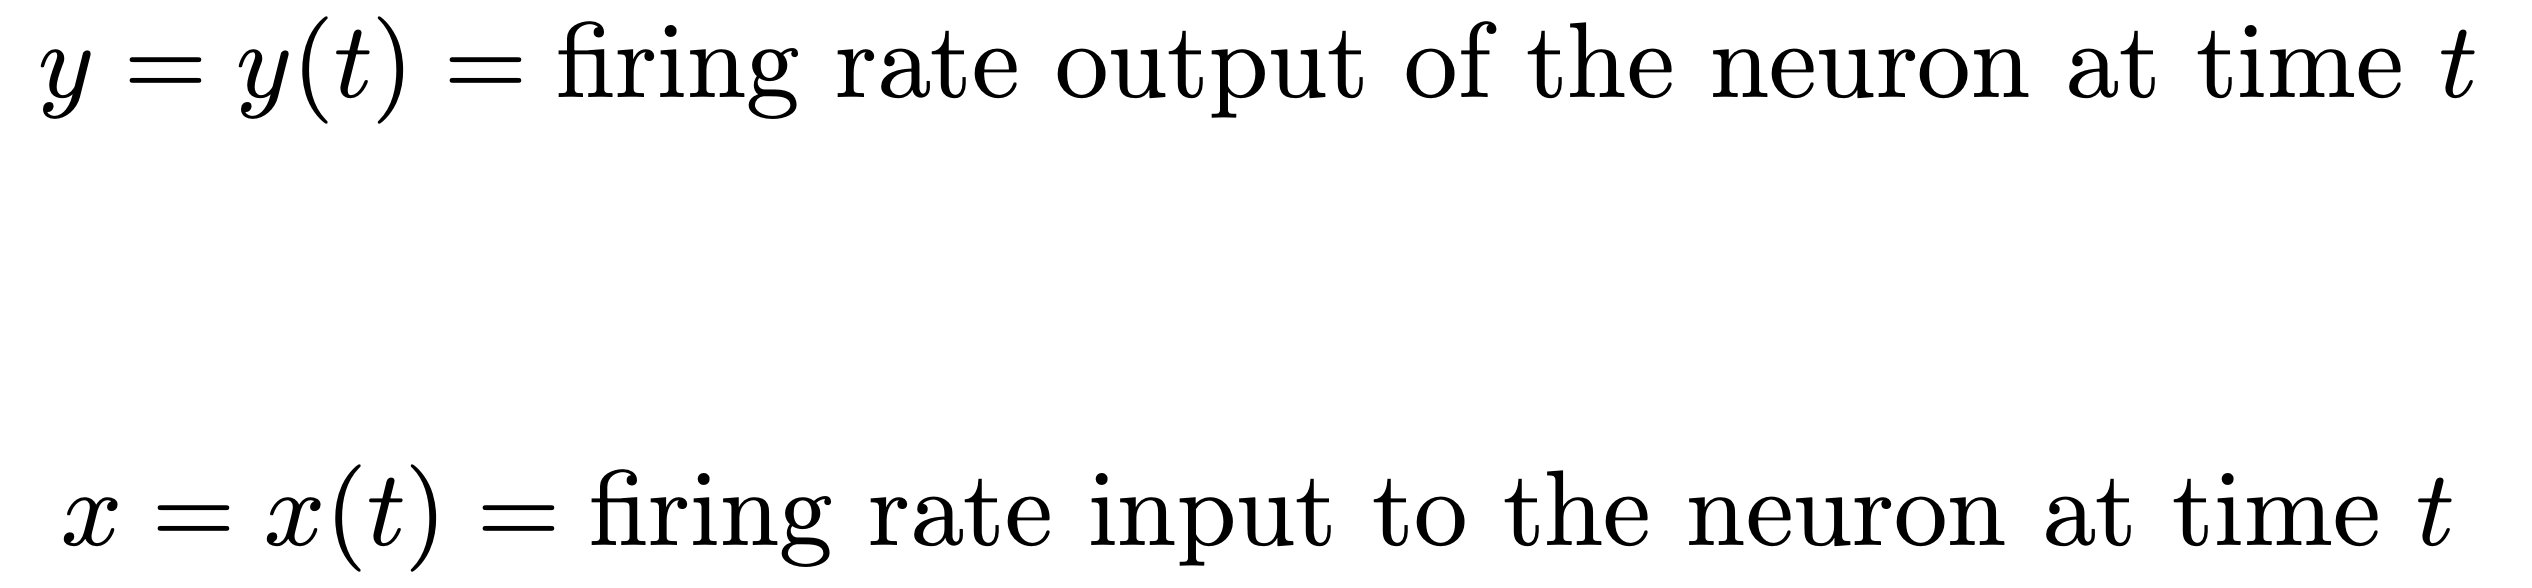 y = y(t) = firing rate output of the neuron at time t
x = x(t) = firing rate input to the neuron at time t